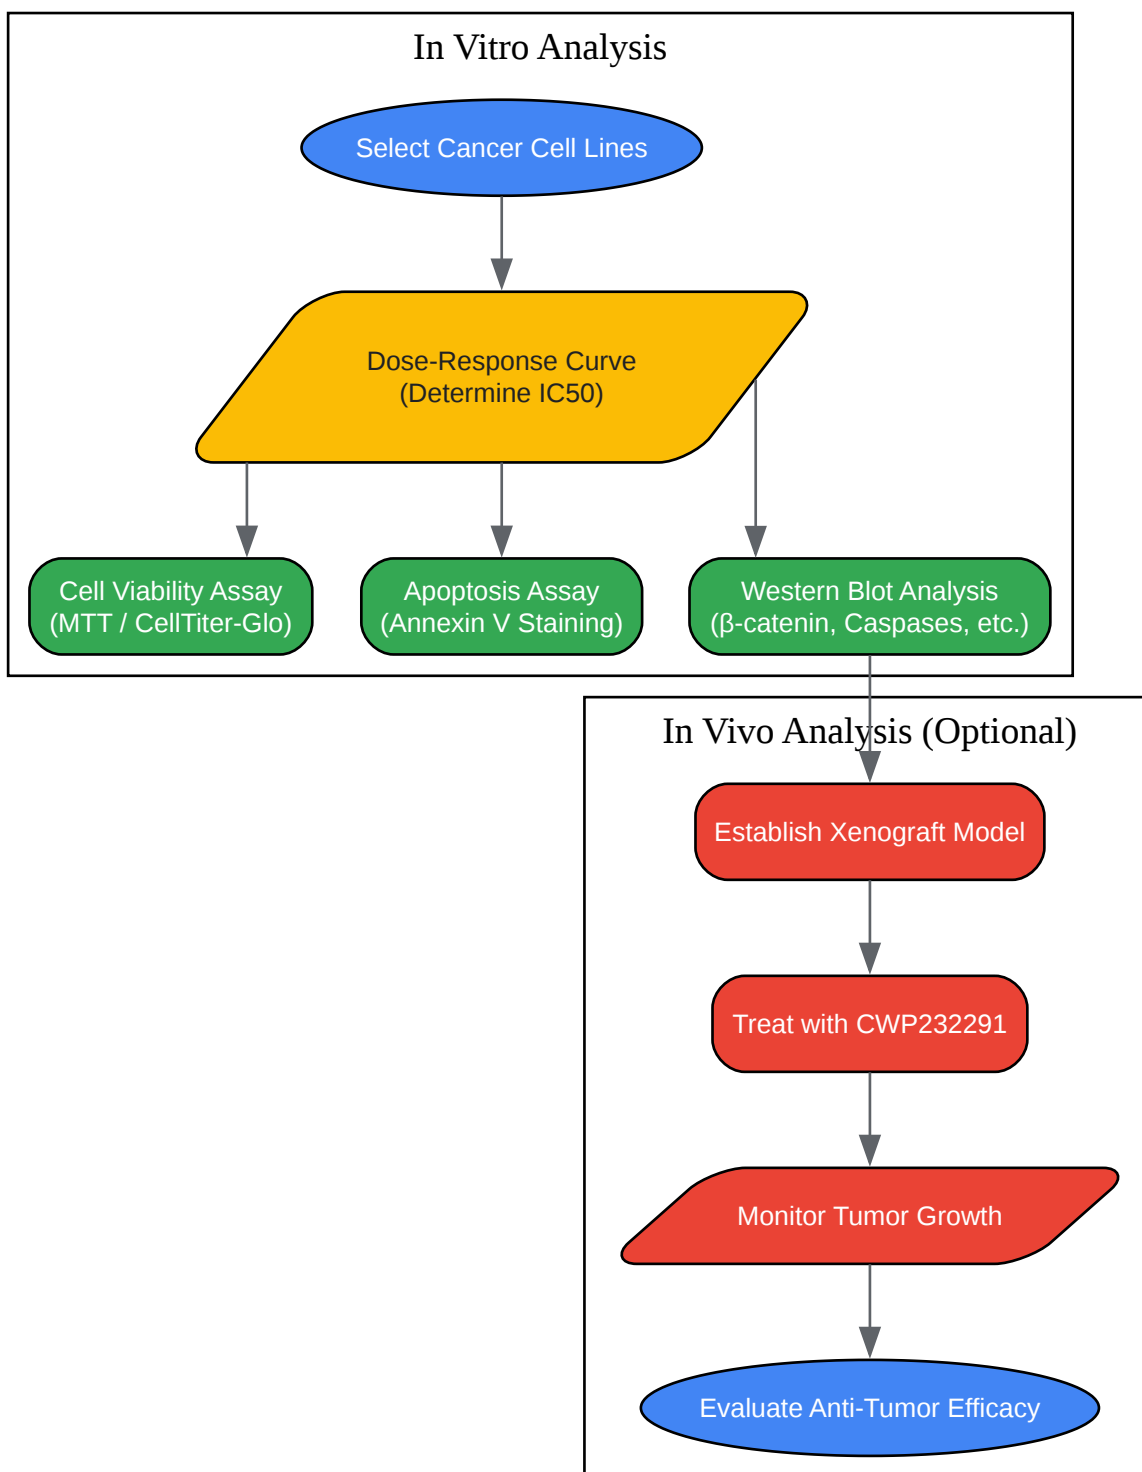 In Vitro Analysis
Select Cancer Cell Lines
Dose-Response Curve
(Determine IC50)
Cell Viability Assay
(MTT / CellTiter-Glo)
Apoptosis Assay
(Annexin V Staining)
Western Blot Analysis
(β-catenin, Caspases, etc.)
In Vivo Analysis (Optional)
Establish Xenograft Model
Treat with CWP232291
Monitor Tumor Growth
Evaluate Anti-Tumor Efficacy